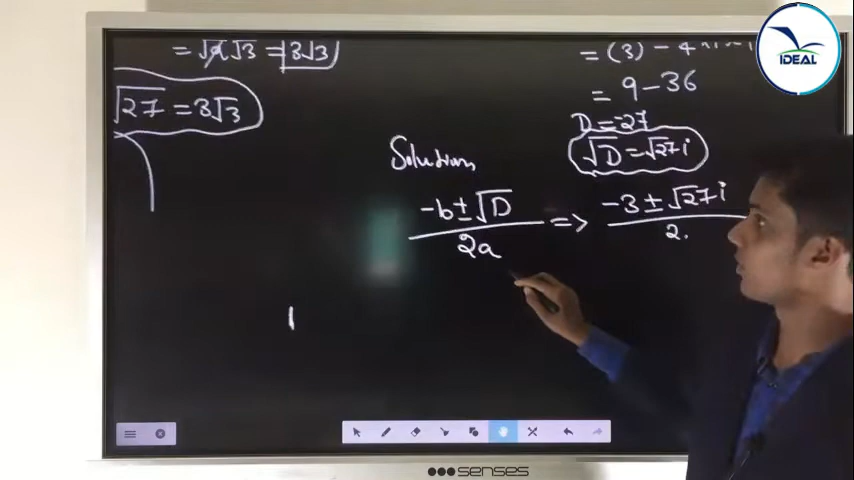 = √9 √3 = 3√3
√27 = 3√3
= (3) - 4
= 9 - 36
D = -27
√D = √27 i
Solution
-b ± √D / 2a => -3 ± √27 i / 2.
IDEAL
senses